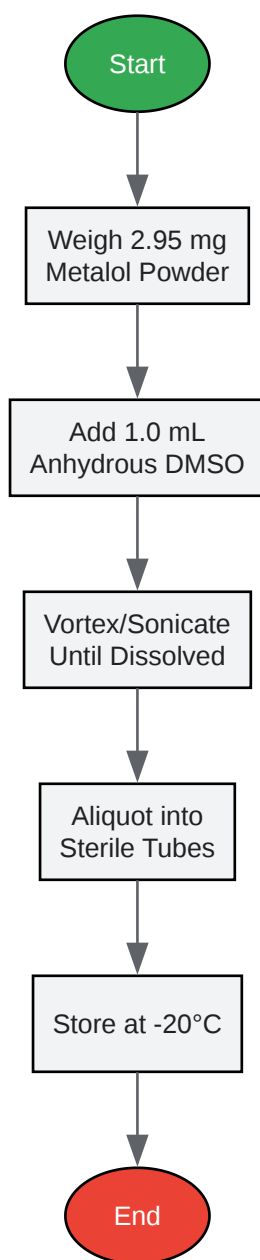 Start
Weigh 2.95 mg
Metalol Powder
Add 1.0 mL
Anhydrous DMSO
Vortex/Sonicate
Until Dissolved
Aliquot into
Sterile Tubes
Store at -20°C
End